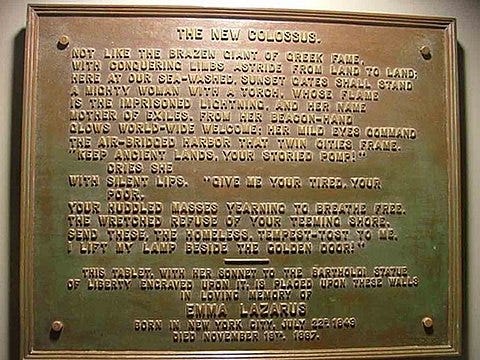 THE NEW COLOSSUS.
NOT LIKE THE BRAZEN GIANT OF GREEK FAME,
WITH CONQUERING LIMBS ASTRIDE FROM LAND TO LAND;
HERE AT OUR SEA-WASHED, SUNSET GATES SHALL STAND
A MIGHTY WOMAN WITH A TORCH, WHOSE FLAME
IS THE IMPRISONED LIGHTNING, AND HER NAME
MOTHER OF EXILES. FROM HER BEACON-HAND
GLOWS WORLD-WIDE WELCOME; HER MILD EYES COMMAND
THE AIR-BRIDGED HARBOR THAT TWIN CITIES FRAME.
"KEEP ANCIENT LANDS, YOUR STORIED POMP!"
CRIES SHE
WITH SILENT LIPS. "GIVE ME YOUR TIRED, YOUR
POOR,
YOUR HUDDLED MASSES YEARNING TO BREATHE FREE,
THE WRETCHED REFUSE OF YOUR TEEMING SHORE.
SEND THESE, THE HOMELESS, TEMPEST-TOST TO ME,
I LIFT MY LAMP BESIDE THE GOLDEN DOOR!"
THIS TABLET, WITH HER SONNET TO THE BARTHOLDI STATUE
OF LIBERTY ENGRAVED UPON IT, IS PLACED UPON THESE WALLS
IN LOVING MEMORY OF
EMMA LAZARUS
BORN IN NEW YORK CITY, JULY 22D, 1849
DIED NOVEMBER 19TH, 1887.